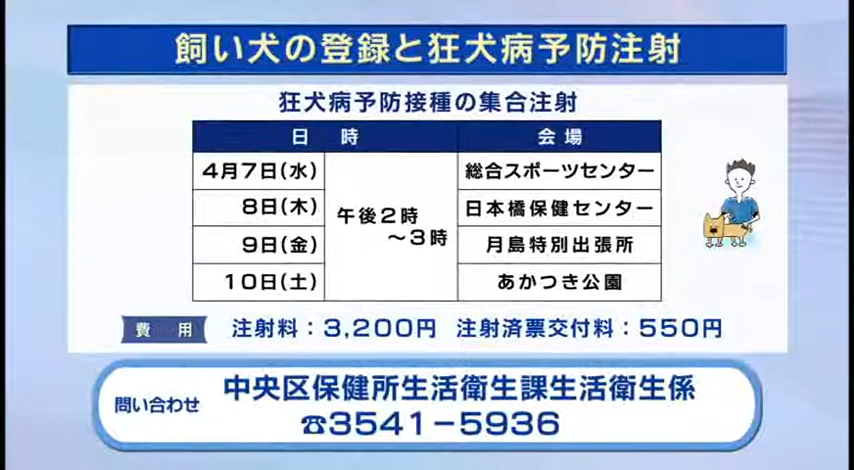 飼い犬の登録と狂犬病予防注射
狂犬病予防接種の集合注射
日 時 会場
4月7日(水) 総合スポーツセンター
8日(木) 午後2時 日本橋保健センター
9日(金) ～3時 月島特別出張所
10日(土) あかつき公園
費 用 注射料：3,200円 注射済票交付料：550円
問い合わせ 中央区保健所生活衛生課生活衛生係
☎3541－5936